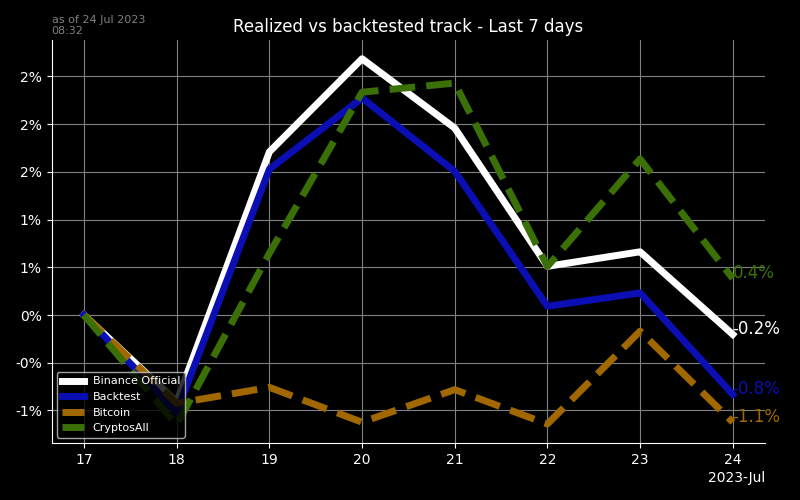 as of 24 Jul 2023
08:32
Realized vs backtested track - Last 7 days
2%
2%
2%
1%
1%
0%
-0%
-1%
0.4%
-0.2%
-0.8%
-1.1%
Binance Official
Backtest
Bitcoin
CryptosAll
17 18 19 20 21 22 23 24
2023-Jul